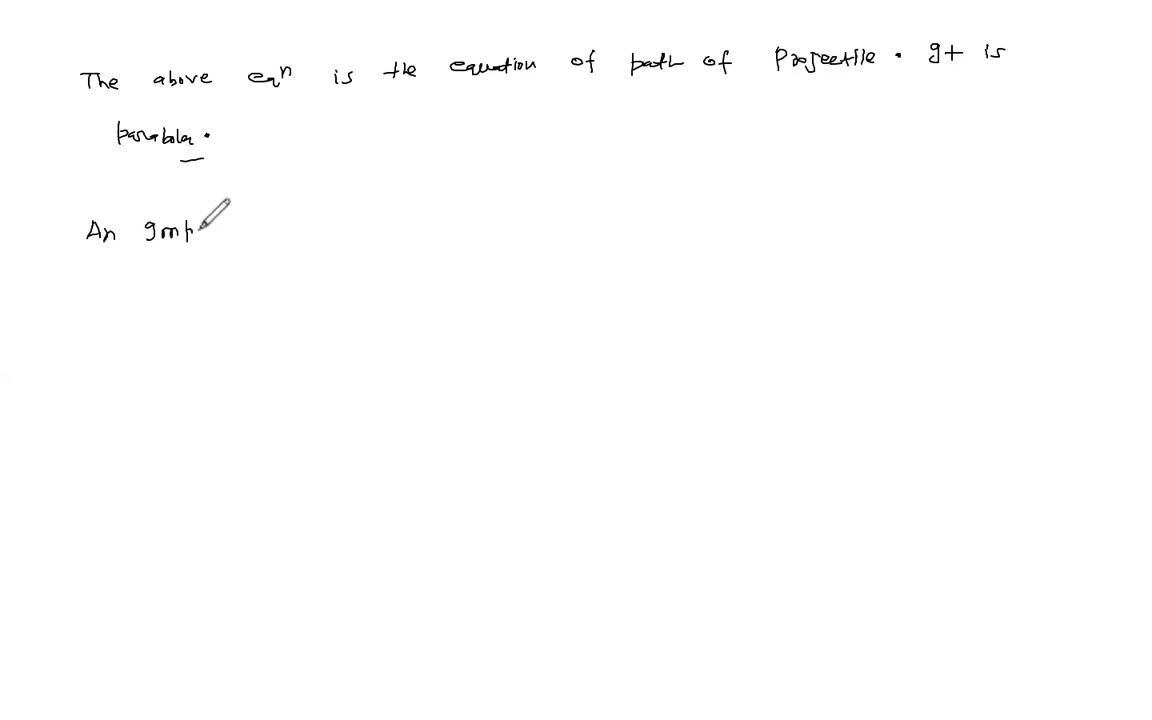 The above eqn is the equation of path of Projectile. It is
parabola.
An Imp